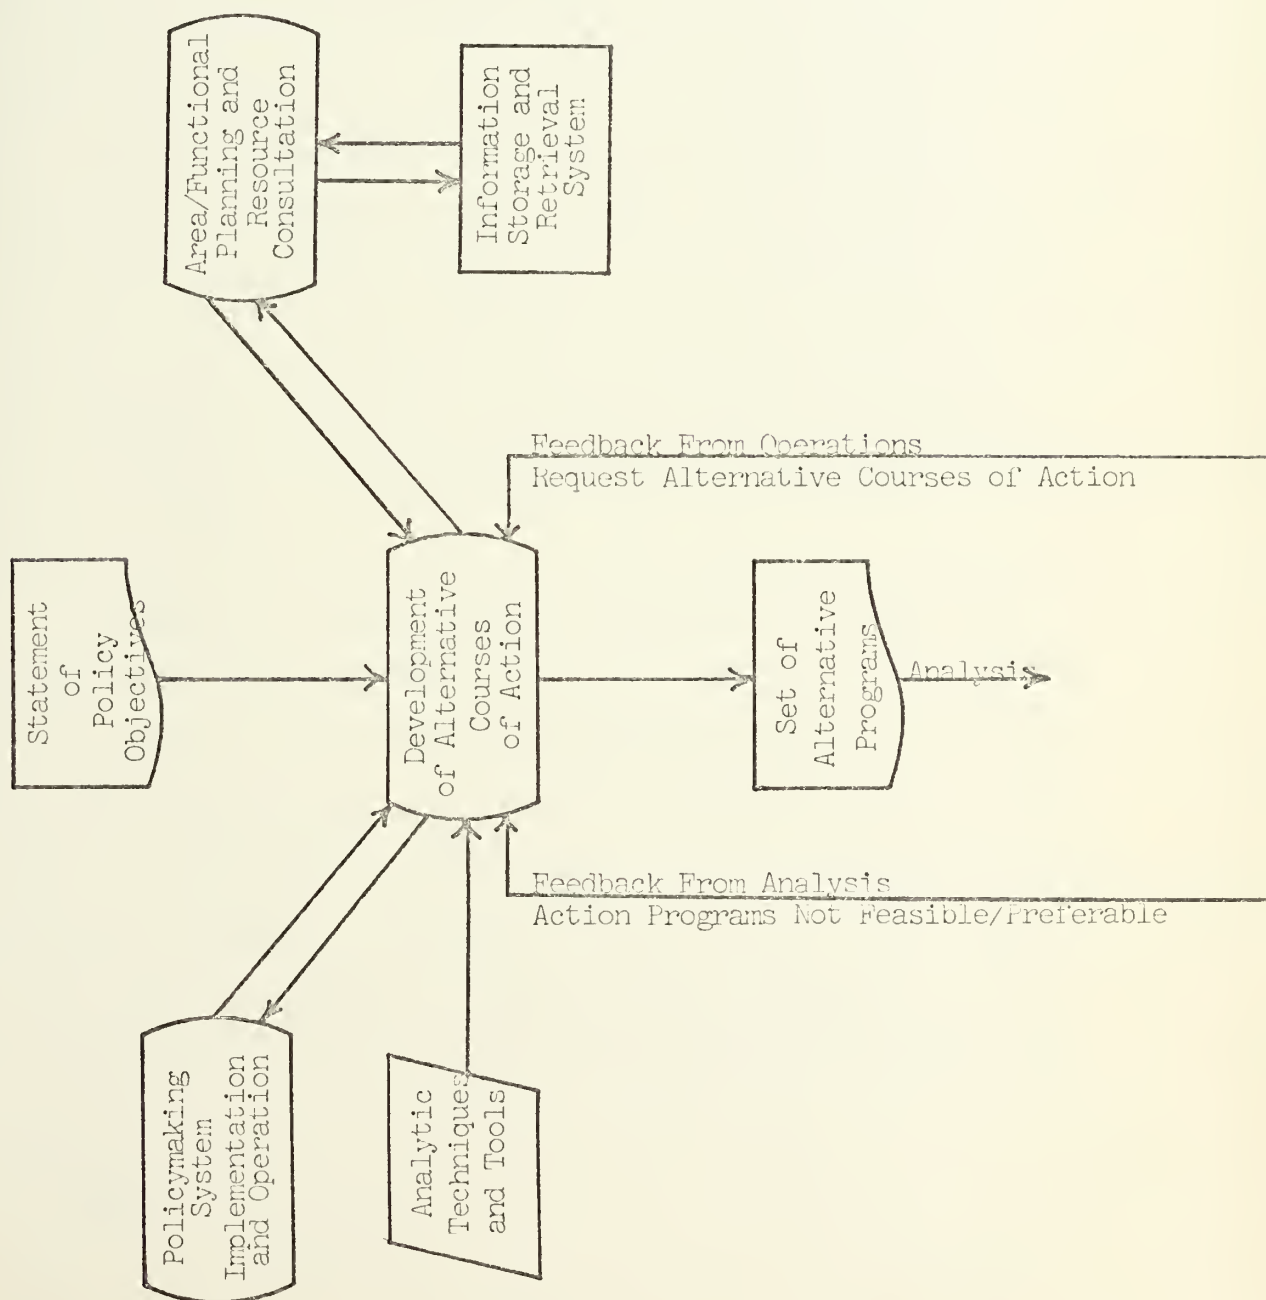 Statement
of
Policy
Objectives
Policymaking
System
Implementation
and Operation
Area/Functional
Planning and
Resource
Consultation
Information
Storage and
Retrieval
System
Development
of Alternative
Courses
of Action
Analytic
Techniques
and Tools
Feedback From Operations
Request Alternative Courses of Action
Set of
Alternative
Programs
Analysis
Feedback From Analysis
Action Programs Not Feasible/Preferable